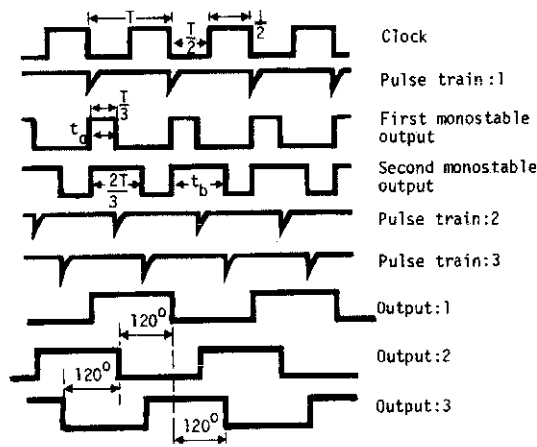 T
T/2
T/2
Clock
Pulse train:1
T/3
t_a
First monostable
output
2T/3
t_b
Second monostable
output
Pulse train:2
Pulse train:3
Output:1
120°
Output:2
120°
Output:3
120°